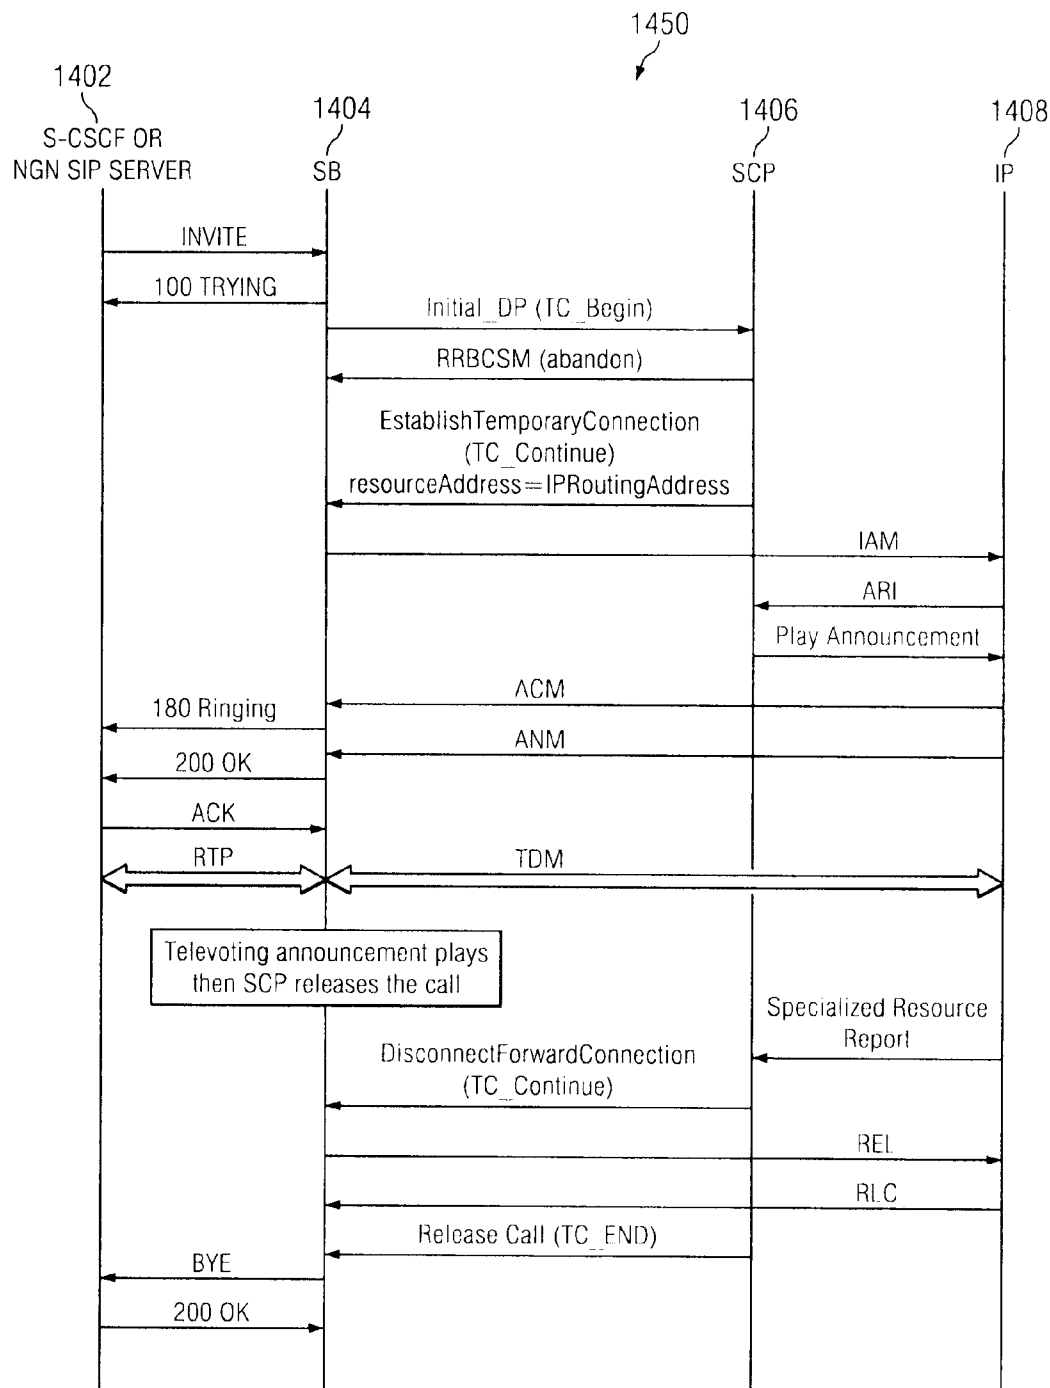 1450
1402
1404
1406
1408
S-CSCF OR
NGN SIP SERVER
SB
SCP
IP
INVITE
100 TRYING
Initial_DP (TC_Begin)
RRBCSM (abandon)
EstablishTemporaryConnection
(TC_Continue)
resourceAddress=IPRoutingAddress
IAM
ARI
Play Announcement
ACM
180 Ringing
ANM
200 OK
ACK
RTP
TDM
Televoting announcement plays
then SCP releases the call
Specialized Resource
Report
DisconnectForwardConnection
(TC_Continue)
REL
RLC
Release Call (TC_END)
BYE
200 OK